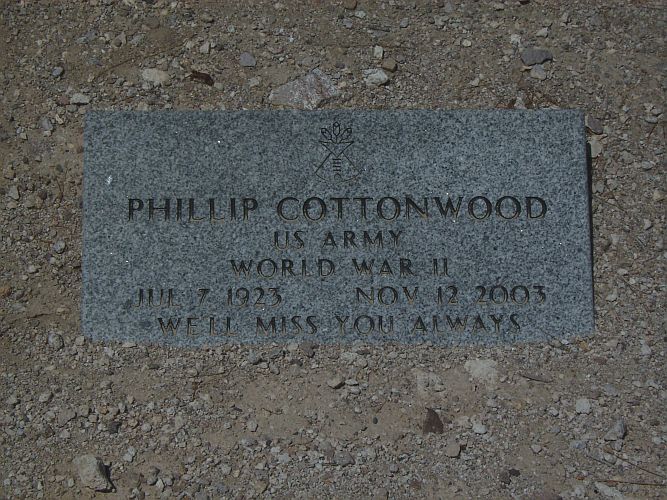 PHILLIP COTTONWOOD
US ARMY
WORLD WAR II
JUL 7 1923 NOV 12 2003
WE'LL MISS YOU ALWAYS